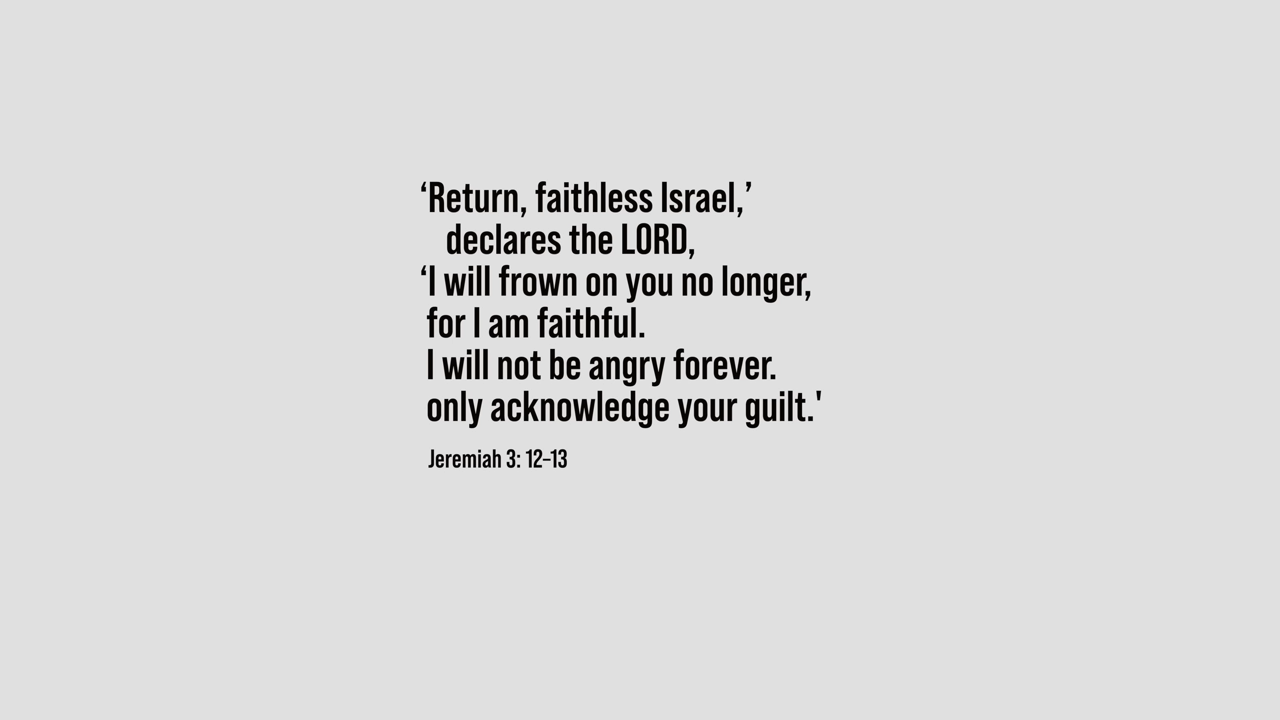 ‘Return, faithless Israel,’
declares the LORD,
‘I will frown on you no longer,
for I am faithful.
I will not be angry forever.
only acknowledge your guilt.'
Jeremiah 3: 12–13